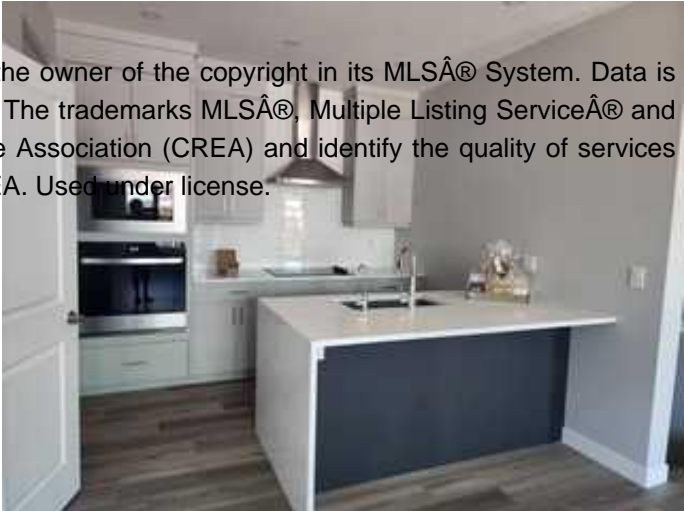 the owner of the copyright in its MLSÂ® System. Data is
The trademarks MLSÂ®, Multiple Listing ServiceÂ® and
Association (CREA) and identify the quality of services
Used under license.